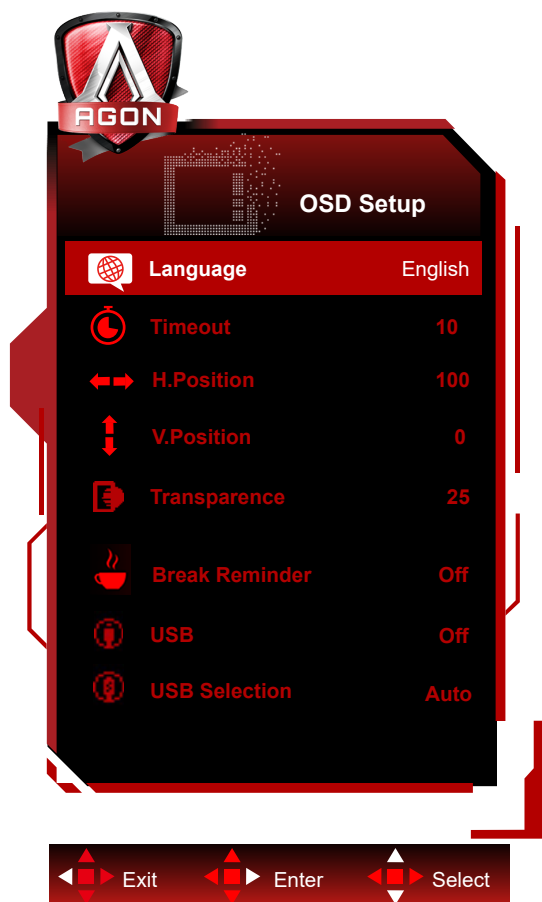 AGON
OSD Setup
Language English
Timeout 10
H.Position 100
V.Position 0
Transparence 25
Break Reminder Off
USB Off
USB Selection Auto
Exit Enter Select